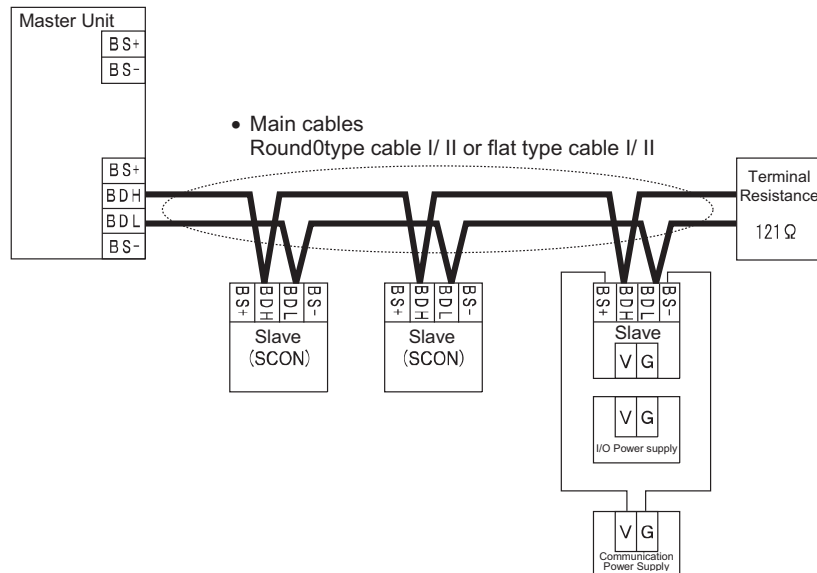 Master Unit
BS+
BS-
• Main cables
Round0type cable I/ II or flat type cable I/ II
BS+
BDH
BDL
BS-
Terminal
Resistance
121Ω
BS+ BDH BDL BS-
Slave
(SCON)
BS+ BDH BDL BS-
Slave
(SCON)
BS+ BDH BDL BS-
Slave
V G
V G
I/O Power supply
V G
Communication
Power Supply